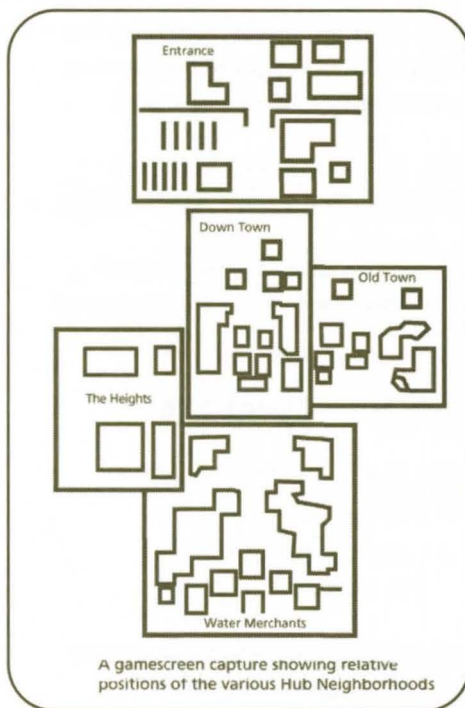 Entrance
Down Town
Old Town
The Heights
Water Merchants
A gamescreen capture showing relative
positions of the various Hub Neighborhoods